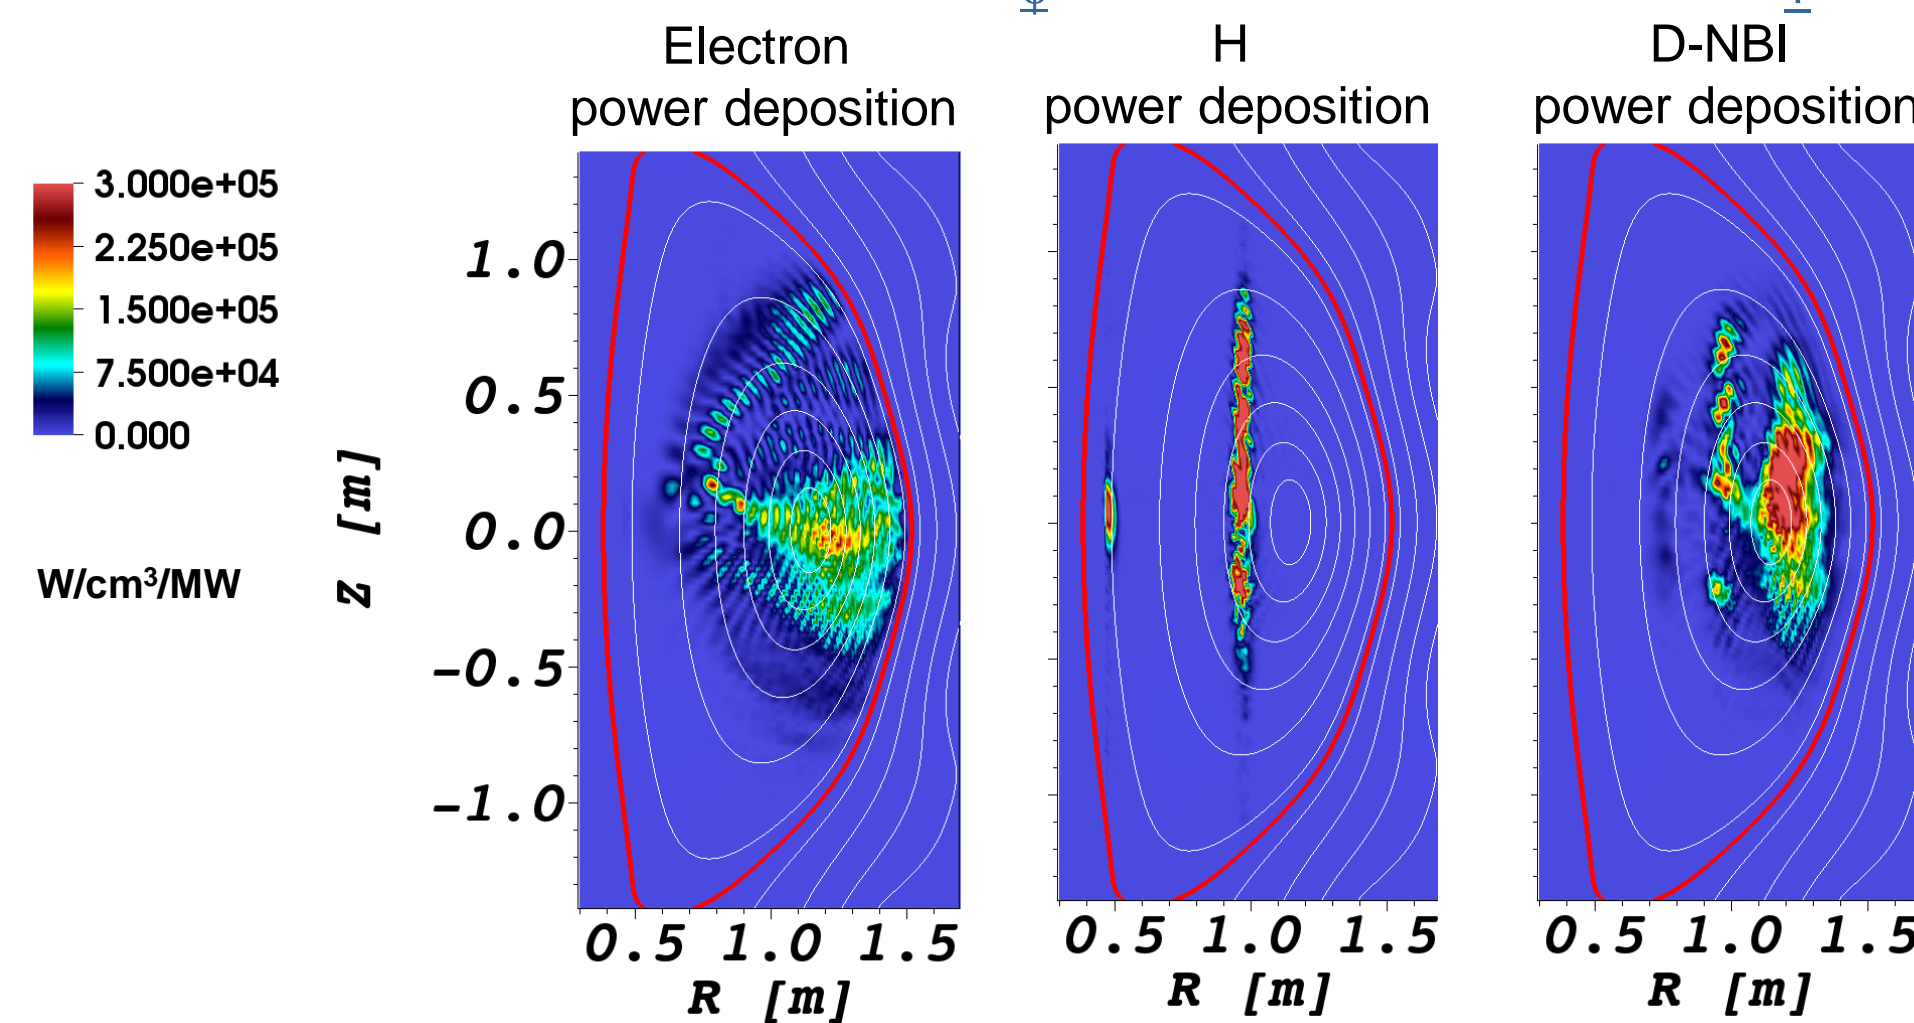 Electron
power deposition
H
power deposition
D-NBI
power deposition
3.000e+05
2.250e+05
1.500e+05
7.500e+04
0.000
W/cm³/MW
Z [m]
1.0
0.5
0.0
-0.5
-1.0
0.5 1.0 1.5
R [m]
0.5 1.0 1.5
R [m]
0.5 1.0 1.5
R [m]